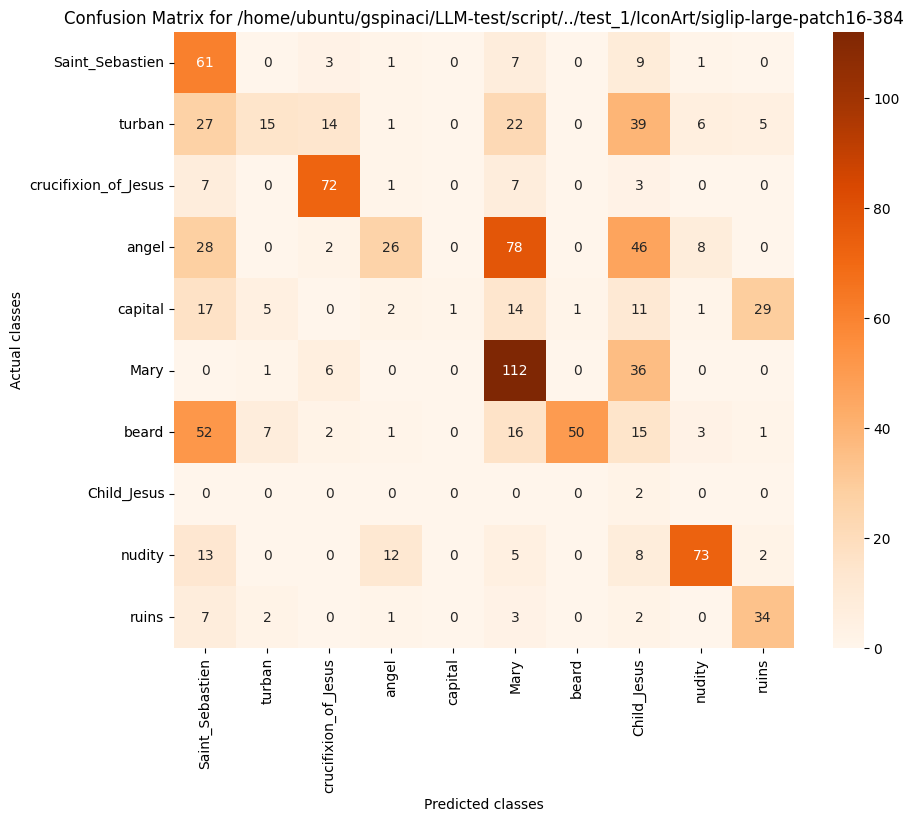 Confusion Matrix for /home/ubuntu/gspinaci/LLM-test/script/../test_1/IconArt/siglip-large-patch16-384
Saint_Sebastien 61 0 3 1 0 7 0 9 1 0
turban 27 15 14 1 0 22 0 39 6 5
crucifixion_of_Jesus 7 0 72 1 0 7 0 3 0 0
angel 28 0 2 26 0 78 0 46 8 0
capital 17 5 0 2 1 14 1 11 1 29
Mary 0 1 6 0 0 112 0 36 0 0
beard 52 7 2 1 0 16 50 15 3 1
Child_Jesus 0 0 0 0 0 0 0 2 0 0
nudity 13 0 0 12 0 5 0 8 73 2
ruins 7 2 0 1 0 3 0 2 0 34
Actual classes
Saint_Sebastien turban crucifixion_of_Jesus angel capital Mary beard Child_Jesus nudity ruins
Predicted classes
100
80
60
40
20
0